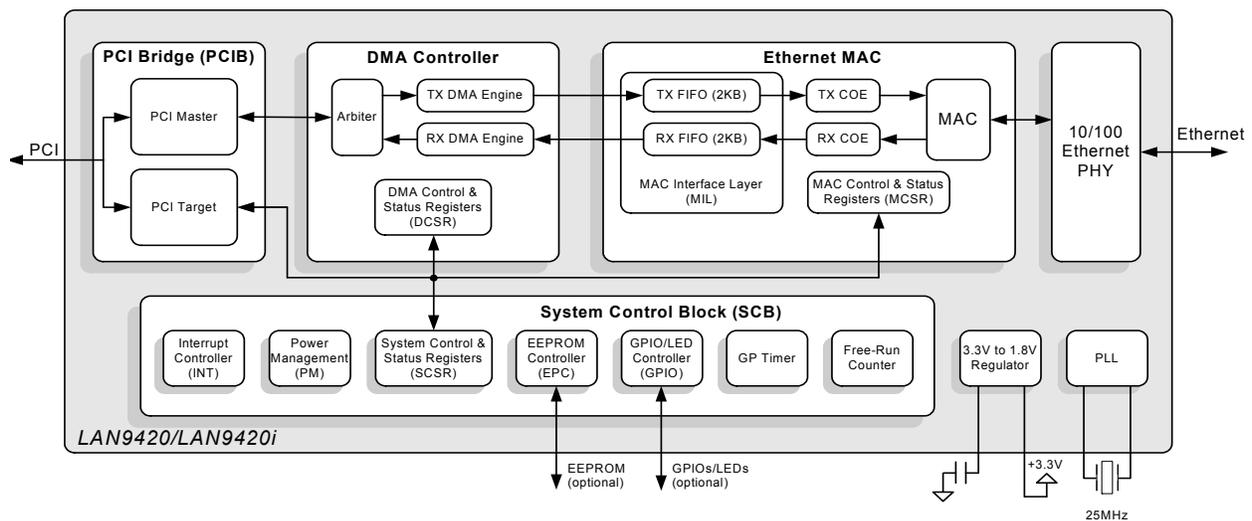 PCI Bridge (PCIB)
PCI Master
PCI Target
PCI
DMA Controller
Arbiter
TX DMA Engine
RX DMA Engine
DMA Control &
Status Registers
(DCSR)
Ethernet MAC
TX FIFO (2KB)
RX FIFO (2KB)
MAC Interface Layer
(MIL)
TX COE
RX COE
MAC
MAC Control & Status
Registers (MCSR)
10/100
Ethernet
PHY
Ethernet
System Control Block (SCB)
Interrupt
Controller
(INT)
Power
Management
(PM)
System Control &
Status Registers
(SCSR)
EEPROM
Controller
(EPC)
GPIO/LED
Controller
(GPIO)
GP Timer
Free-Run
Counter
3.3V to 1.8V
Regulator
PLL
LAN9420/LAN9420i
EEPROM
(optional)
GPIOs/LEDs
(optional)
+3.3V
25MHz